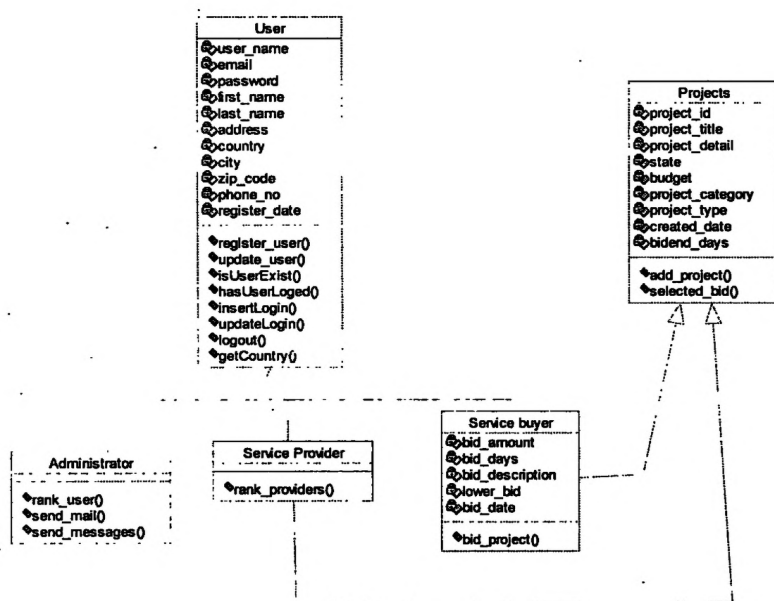 User
user_name
email
password
first_name
last_name
address
country
city
zip_code
phone_no
register_date
register_user()
update_user()
isUserExist()
hasUserLoged()
insertLogin()
updateLogin()
logout()
getCountry()
Projects
project_id
project_title
project_detail
state
budget
project_category
project_type
created_date
bidend_days
add_project()
selected_bid()
Administrator
rank_user()
send_mail()
send_messages()
Service Provider
rank_providers()
Service buyer
bid_amount
bid_days
bid_description
lower_bid
bid_date
bid_project()